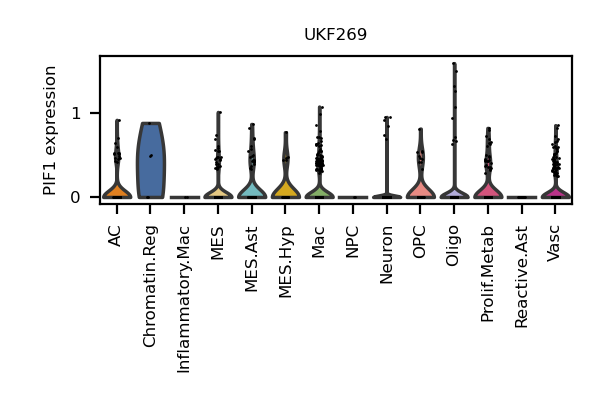 UKF269
PIF1 expression
1
0
AC
Chromatin.Reg
Inflammatory.Mac
MES
MES.Ast
MES.Hyp
Mac
NPC
Neuron
OPC
Oligo
Prolif.Metab
Reactive.Ast
Vasc